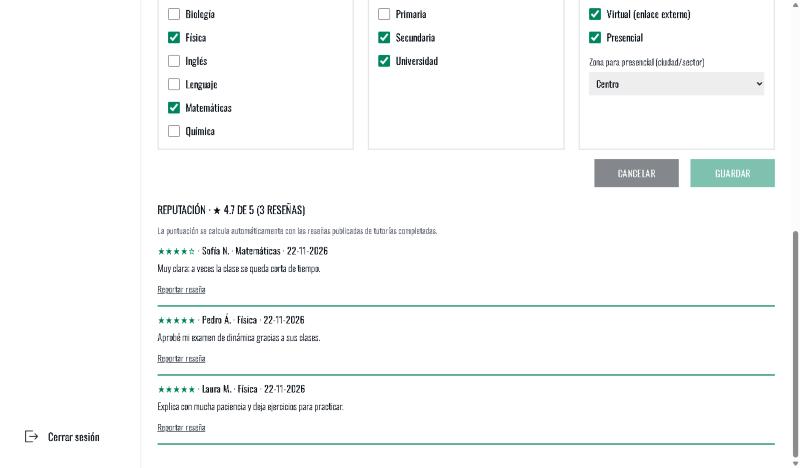 Biología
Física
Inglés
Lenguaje
Matemáticas
Química
Primaria
Secundaria
Universidad
Virtual (enlace externo)
Presencial
Zona para presencial (ciudad/sector)
Centro
CANCELAR
GUARDAR
REPUTACIÓN · ★ 4.7 DE 5 (3 RESEÑAS)
La puntuación se calcula automáticamente con las reseñas publicadas de tutorías completadas.
★★★★☆ · Sofía N. · Matemáticas · 22-11-2026
Muy clara; a veces la clase se queda corta de tiempo.
Reportar reseña
★★★★★ · Pedro Á. · Física · 22-11-2026
Aprobé mi examen de dinámica gracias a sus clases.
Reportar reseña
★★★★★ · Laura M. · Física · 22-11-2026
Explica con mucha paciencia y deja ejercicios para practicar.
Reportar reseña
Cerrar sesión